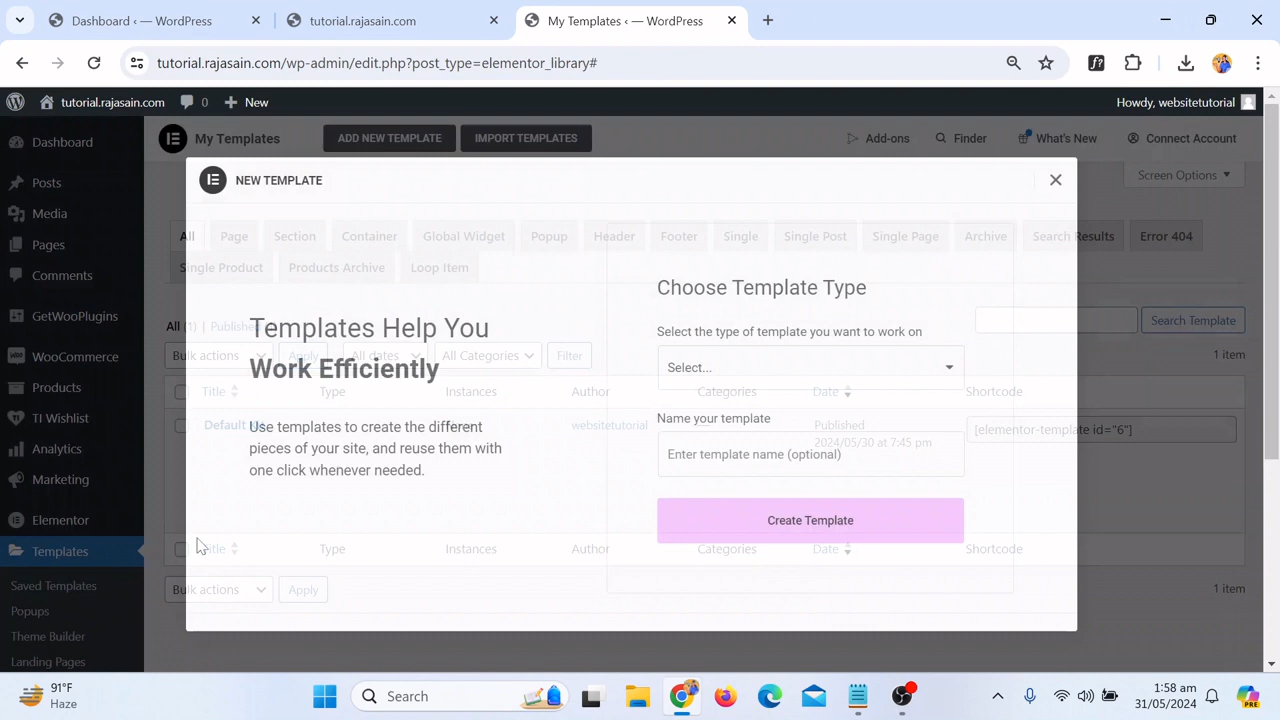 Dashboard ‹ — WordPress
tutorial.rajasain.com
My Templates ‹ — WordPress
tutorial.rajasain.com/wp-admin/edit.php?post_type=elementor_library#
tutorial.rajasain.com
0
New
Howdy, websitetutorial
Dashboard
Posts
Media
Pages
Comments
GetWooPlugins
WooCommerce
Products
TI Wishlist
Analytics
Marketing
Elementor
Templates
Saved Templates
Popups
Theme Builder
Landing Pages
My Templates
ADD NEW TEMPLATE
IMPORT TEMPLATES
Add-ons
Finder
What's New
Connect Account
Screen Options
NEW TEMPLATE
All
Page
Section
Container
Global Widget
Popup
Header
Footer
Single
Single Post
Single Page
Archive
Search Results
Error 404
Single Product
Products Archive
Loop Item
Templates Help You
Work Efficiently
Use templates to create the different
pieces of your site, and reuse them with
one click whenever needed.
Choose Template Type
Select the type of template you want to work on
Select...
Name your template
Enter template name (optional)
Create Template
All (1) | Published
Search Template
Bulk actions
Apply
All dates
All Categories
Filter
1 item
Title
Type
Instances
Author
Categories
Date
Shortcode
Default
websitetutorial
Published
2024/05/30 at 7:45 pm
[elementor-template id="6"]
Title
Type
Instances
Author
Categories
Date
Shortcode
Bulk actions
Apply
1 item
91°F
Haze
Search
1:58 am
31/05/2024
PRE